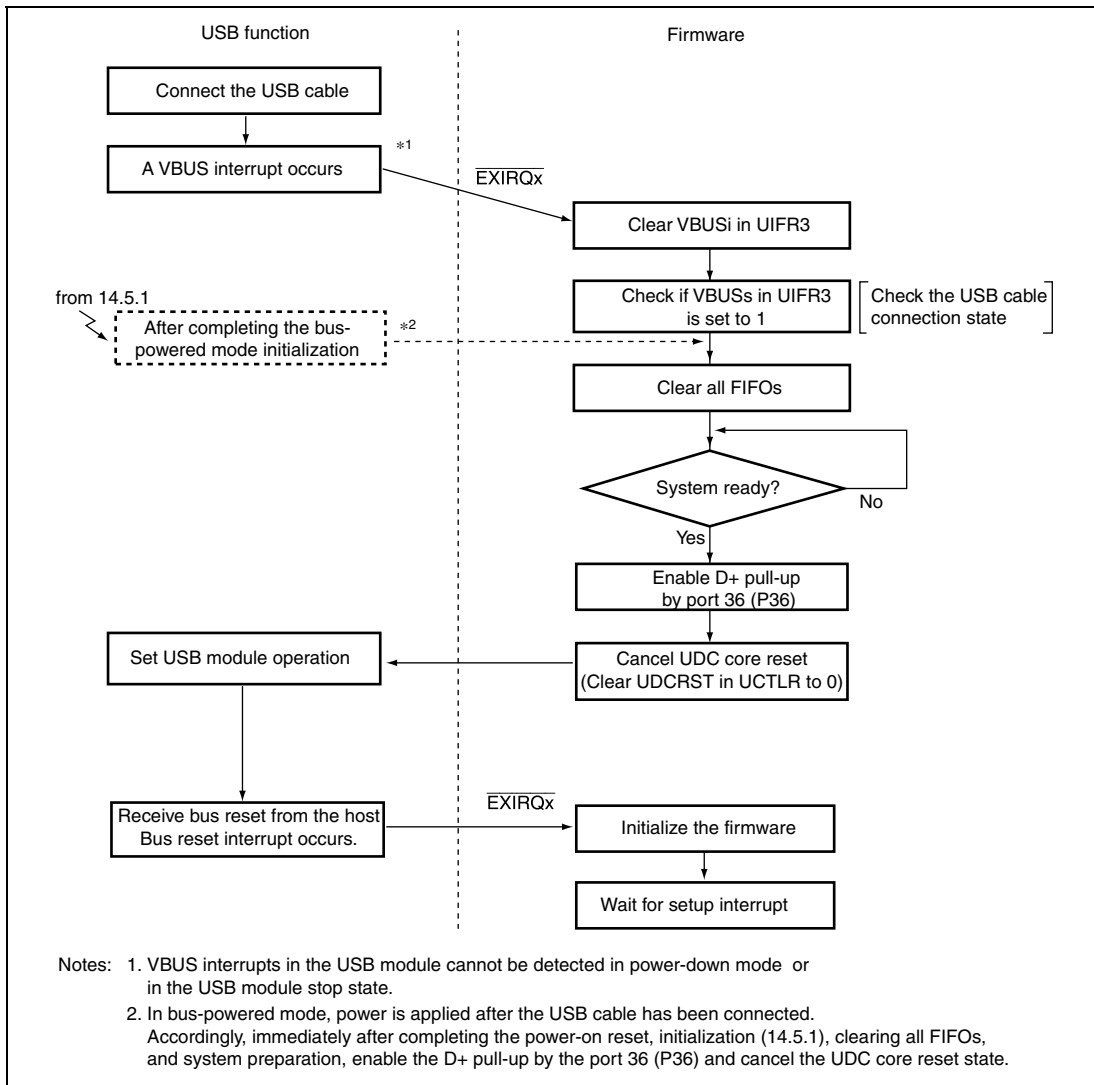 USB function
Firmware
Connect the USB cable
A VBUS interrupt occurs
*1
EXIRQx
Clear VBUSi in UIFR3
Check if VBUSs in UIFR3
is set to 1
Check the USB cable
connection state
from 14.5.1
After completing the bus-
powered mode initialization
*2
Clear all FIFOs
System ready?
No
Yes
Enable D+ pull-up
by port 36 (P36)
Set USB module operation
Cancel UDC core reset
(Clear UDCRST in UCTLR to 0)
Receive bus reset from the host
Bus reset interrupt occurs.
EXIRQx
Initialize the firmware
Wait for setup interrupt
Notes: 1. VBUS interrupts in the USB module cannot be detected in power-down mode or
in the USB module stop state.
2. In bus-powered mode, power is applied after the USB cable has been connected.
Accordingly, immediately after completing the power-on reset, initialization (14.5.1), clearing all FIFOs,
and system preparation, enable the D+ pull-up by the port 36 (P36) and cancel the UDC core reset state.